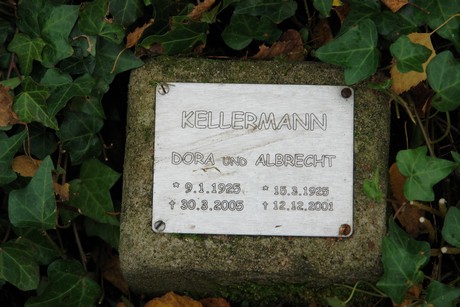 KELLERMANN
DORA UND ALBRECHT
* 9.1.1925 * 15.3.1925
† 30.3.2005 † 12.12.2001